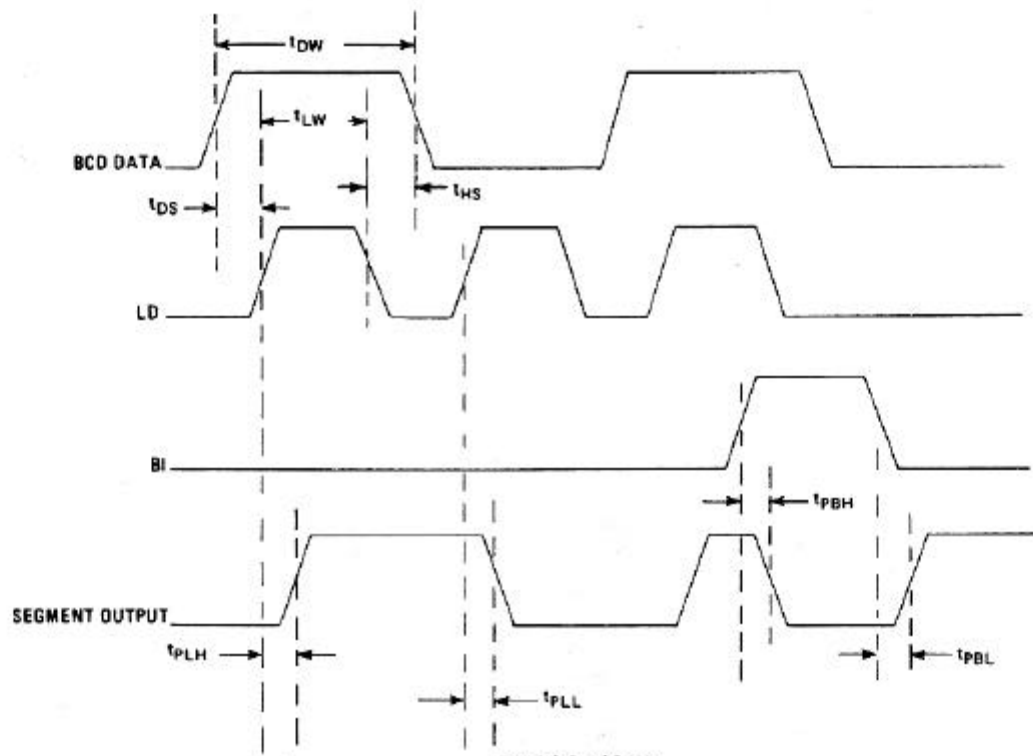 tDW
tLW
BCD DATA
tHS
tDS
LD
BI
tPBH
SEGMENT OUTPUT
tPLH
tPBL
tPLL